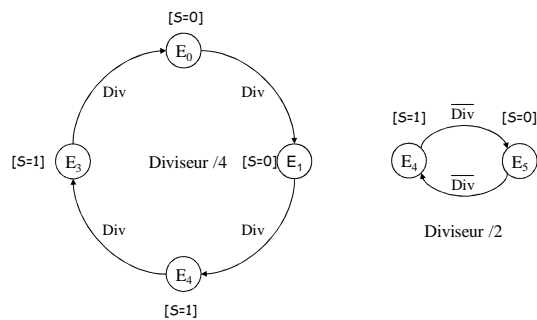 [S=0]
E0
Div
Div
[S=1]
E3
Diviseur /4
[S=0]
E1
Div
Div
E4
[S=1]
[S=1]
Div
[S=0]
E4
E5
Div
Diviseur /2